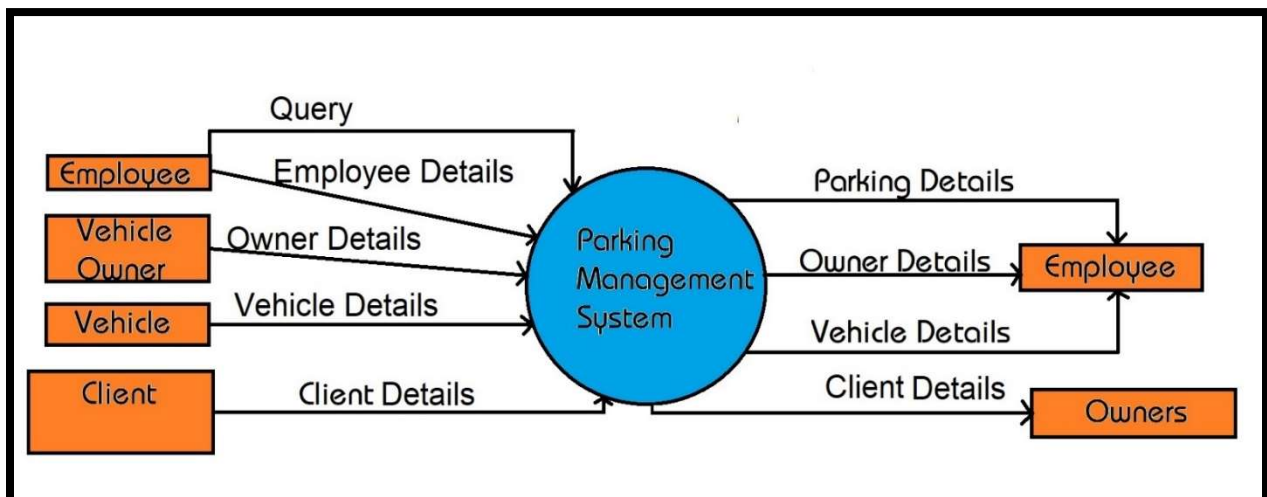 Query
Employee
Employee Details
Vehicle
Owner
Owner Details
Vehicle
Vehicle Details
Client
Client Details
Parking
Management
System
Parking Details
Owner Details
Employee
Vehicle Details
Client Details
Owners